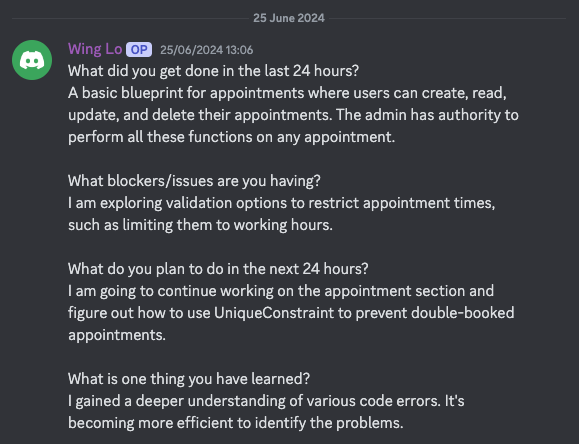 25 June 2024
Wing Lo OP 25/06/2024 13:06
What did you get done in the last 24 hours?
A basic blueprint for appointments where users can create, read,
update, and delete their appointments. The admin has authority to
perform all these functions on any appointment.
What blockers/issues are you having?
I am exploring validation options to restrict appointment times,
such as limiting them to working hours.
What do you plan to do in the next 24 hours?
I am going to continue working on the appointment section and
figure out how to use UniqueConstraint to prevent double-booked
appointments.
What is one thing you have learned?
I gained a deeper understanding of various code errors. It's
becoming more efficient to identify the problems.